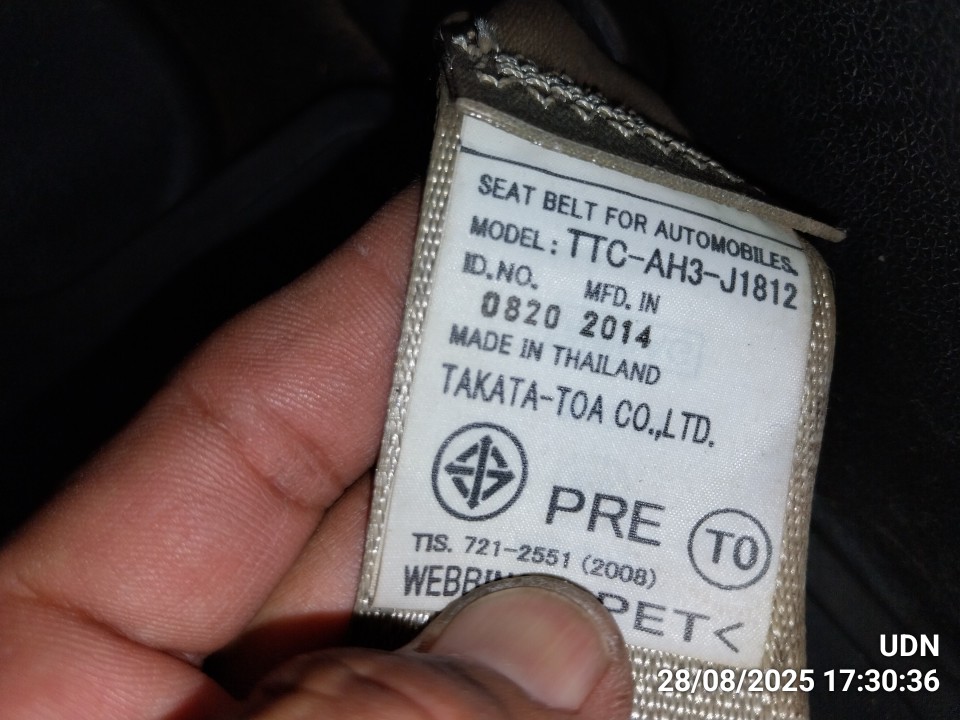 SEAT BELT FOR AUTOMOBILES.
MODEL: TTC-AH3-J1812
ID.NO. MFD. IN
0820 2014
MADE IN THAILAND
TAKATA-TOA CO.,LTD.
PRE TO
TIS. 721-2551 (2008)
PET<
UDN
28/08/2025 17:30:36